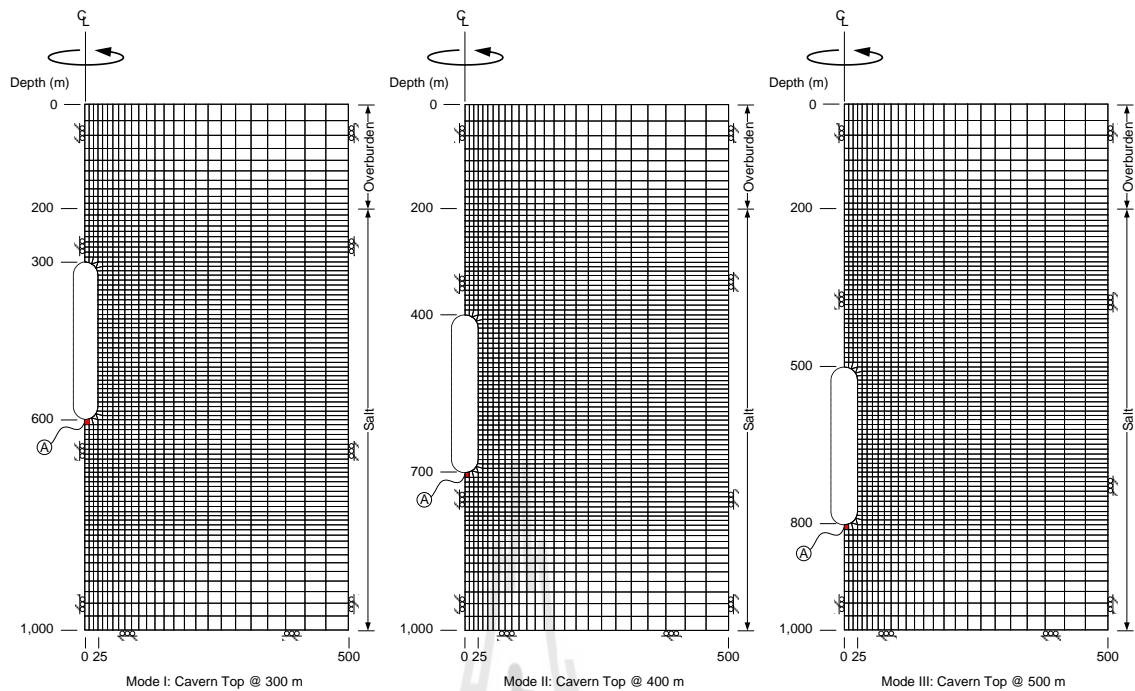 ℄
Depth (m)
0
200
300
600
1,000
A
Overburden
Salt
0 25
500
Mode I: Cavern Top @ 300 m
℄
Depth (m)
0
200
400
700
1,000
A
Overburden
Salt
0 25
500
Mode II: Cavern Top @ 400 m
℄
Depth (m)
0
200
500
800
1,000
A
Overburden
Salt
0 25
500
Mode III: Cavern Top @ 500 m